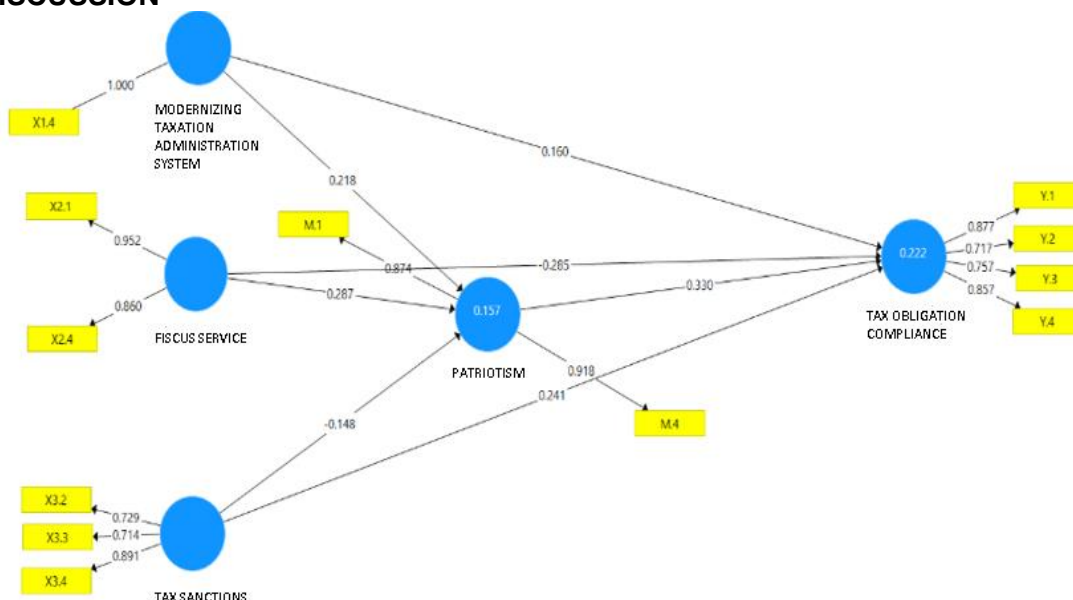 ISCUSSION
1.000
X1.4
MODERNIZING
TAXATION
ADMINISTRATION
SYSTEM
0.160
0.218
X2.1
M.1
Y.1
0.952
0.877
Y.2
0.717
0.874
-0.285
0.222
0.757
Y.3
0.287
0.330
0.857
0.860
0.157
Y.4
X2.4
FISCUS SERVICE
TAX OBLIGATION
COMPLIANCE
PATRIOTISM
0.918
0.241
-0.148
M.4
X3.2
0.729
X3.3
0.714
0.891
X3.4
TAX SANCTIONS